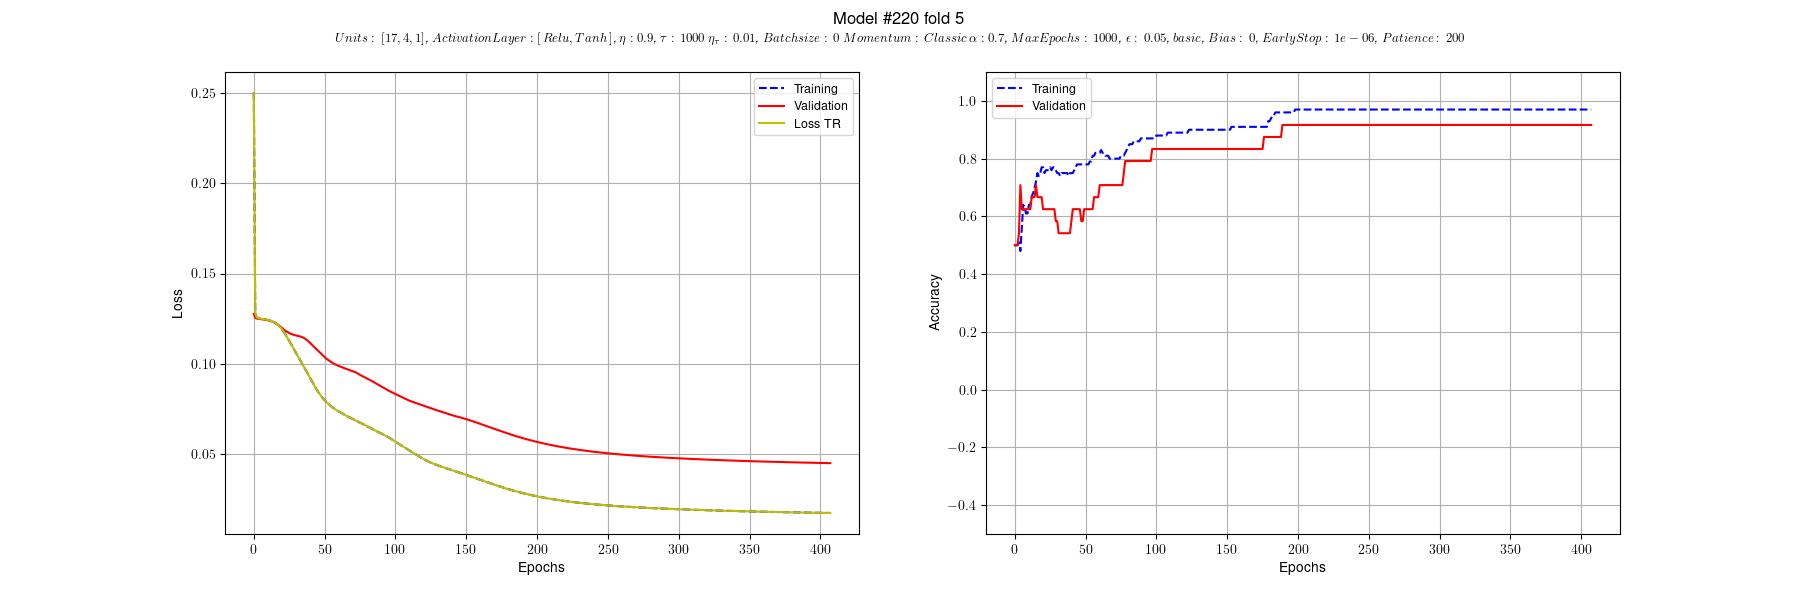 Model #220 fold 5
Units : [17, 4, 1], ActivationLayer : [Relu, Tanh], η : 0.9, τ : 1000 η_τ : 0.01, Batchsize : 0 Momentum : Classic α : 0.7, MaxEpochs : 1000, ϵ : 0.05, basic, Bias : 0, EarlyStop : 1e − 06, Patience : 200
Training
Validation
Loss TR
0.25
0.20
0.15
0.10
0.05
Loss
0 50 100 150 200 250 300 350 400
Epochs
Training
Validation
1.0
0.8
0.6
0.4
0.2
0.0
−0.2
−0.4
Accuracy
0 50 100 150 200 250 300 350 400
Epochs